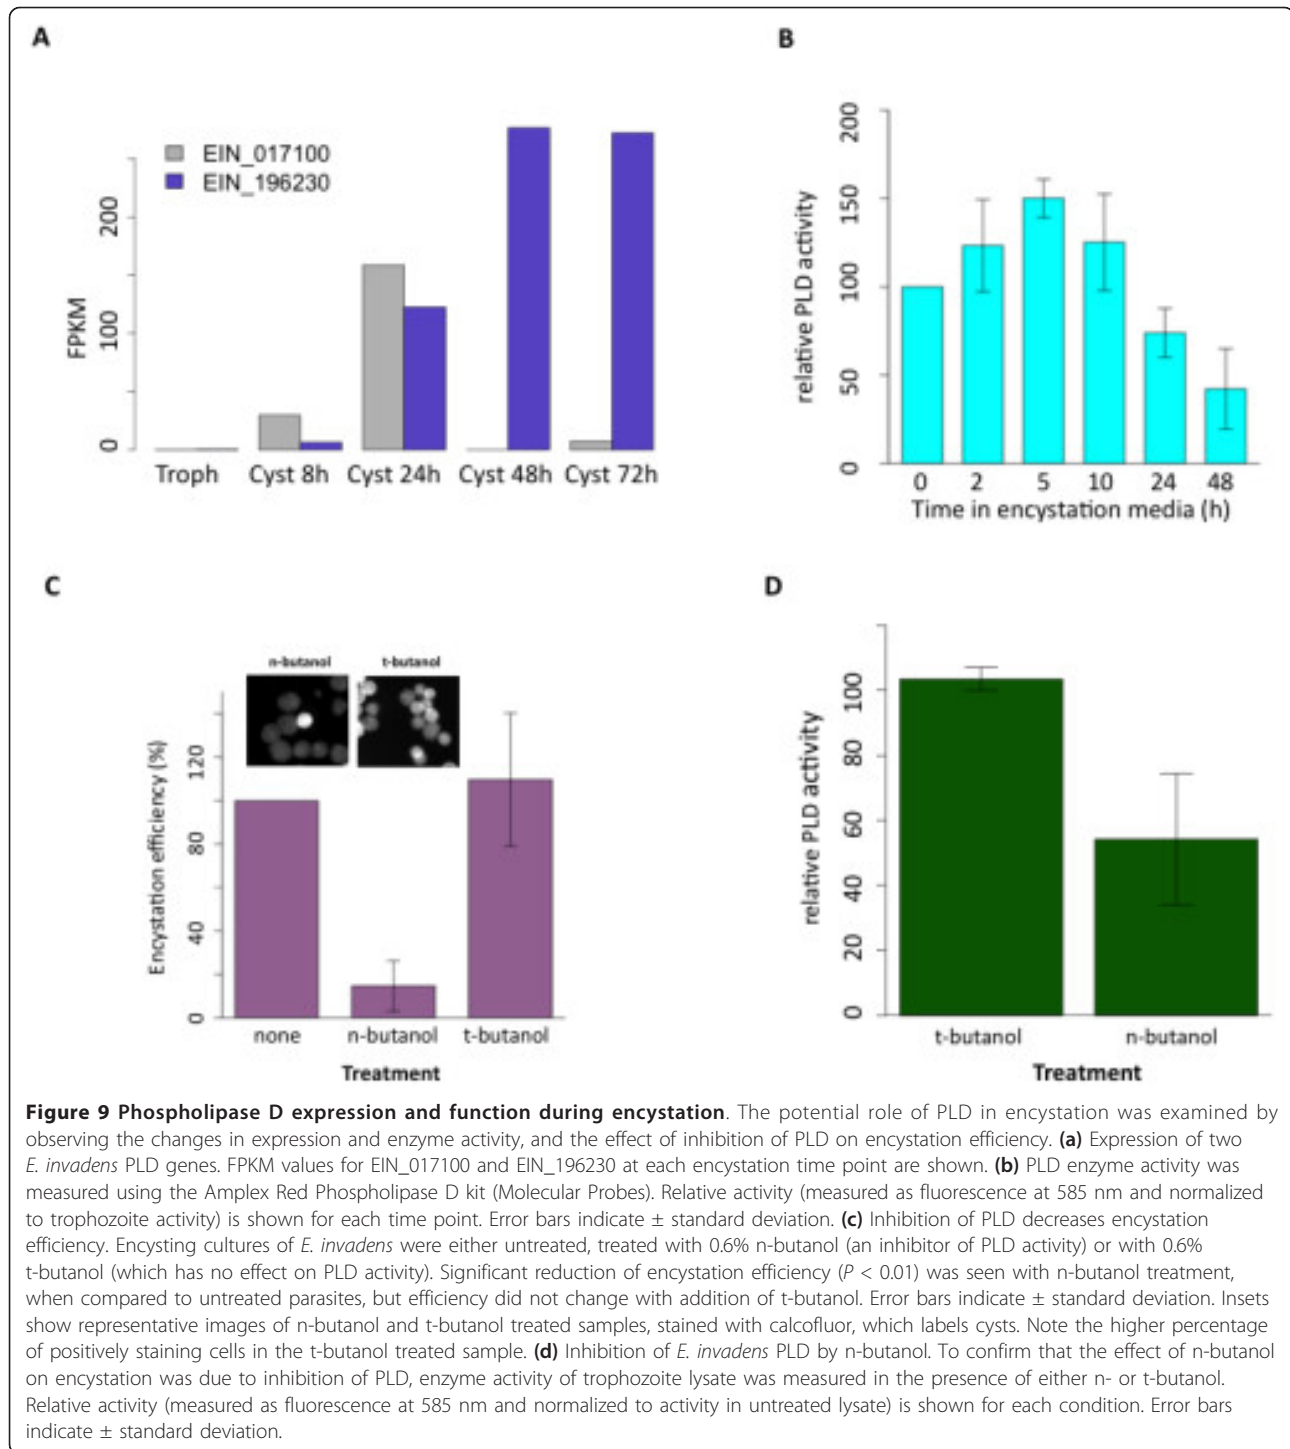 A
EIN_017100
EIN_196230
FPKM
0
100
200
Troph Cyst 8h Cyst 24h Cyst 48h Cyst 72h
B
relative PLD activity
0
50
100
150
200
0 2 5 10 24 48
Time in encystation media (h)
C
n-butanol t-butanol
Encystation efficiency (%)
0
40
80
120
none n-butanol t-butanol
Treatment
D
relative PLD activity
0
20
40
60
80
100
t-butanol n-butanol
Treatment
Figure 9 Phospholipase D expression and function during encystation. The potential role of PLD in encystation was examined by
observing the changes in expression and enzyme activity, and the effect of inhibition of PLD on encystation efficiency. (a) Expression of two
E. invadens PLD genes. FPKM values for EIN_017100 and EIN_196230 at each encystation time point are shown. (b) PLD enzyme activity was
measured using the Amplex Red Phospholipase D kit (Molecular Probes). Relative activity (measured as fluorescence at 585 nm and normalized
to trophozoite activity) is shown for each time point. Error bars indicate ± standard deviation. (c) Inhibition of PLD decreases encystation
efficiency. Encysting cultures of E. invadens were either untreated, treated with 0.6% n-butanol (an inhibitor of PLD activity) or with 0.6%
t-butanol (which has no effect on PLD activity). Significant reduction of encystation efficiency (P < 0.01) was seen with n-butanol treatment,
when compared to untreated parasites, but efficiency did not change with addition of t-butanol. Error bars indicate ± standard deviation. Insets
show representative images of n-butanol and t-butanol treated samples, stained with calcofluor, which labels cysts. Note the higher percentage
of positively staining cells in the t-butanol treated sample. (d) Inhibition of E. invadens PLD by n-butanol. To confirm that the effect of n-butanol
on encystation was due to inhibition of PLD, enzyme activity of trophozoite lysate was measured in the presence of either n- or t-butanol.
Relative activity (measured as fluorescence at 585 nm and normalized to activity in untreated lysate) is shown for each condition. Error bars
indicate ± standard deviation.